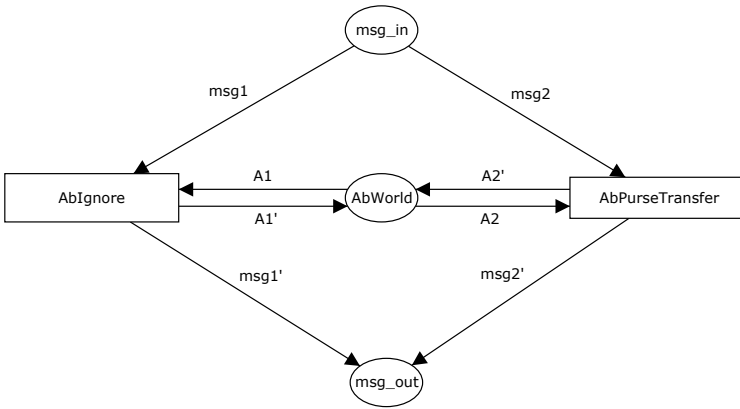 msg_in
msg1
msg2
A1
A2'
AbIgnore
AbWorld
AbPurseTransfer
A1'
A2
msg1'
msg2'
msg_out